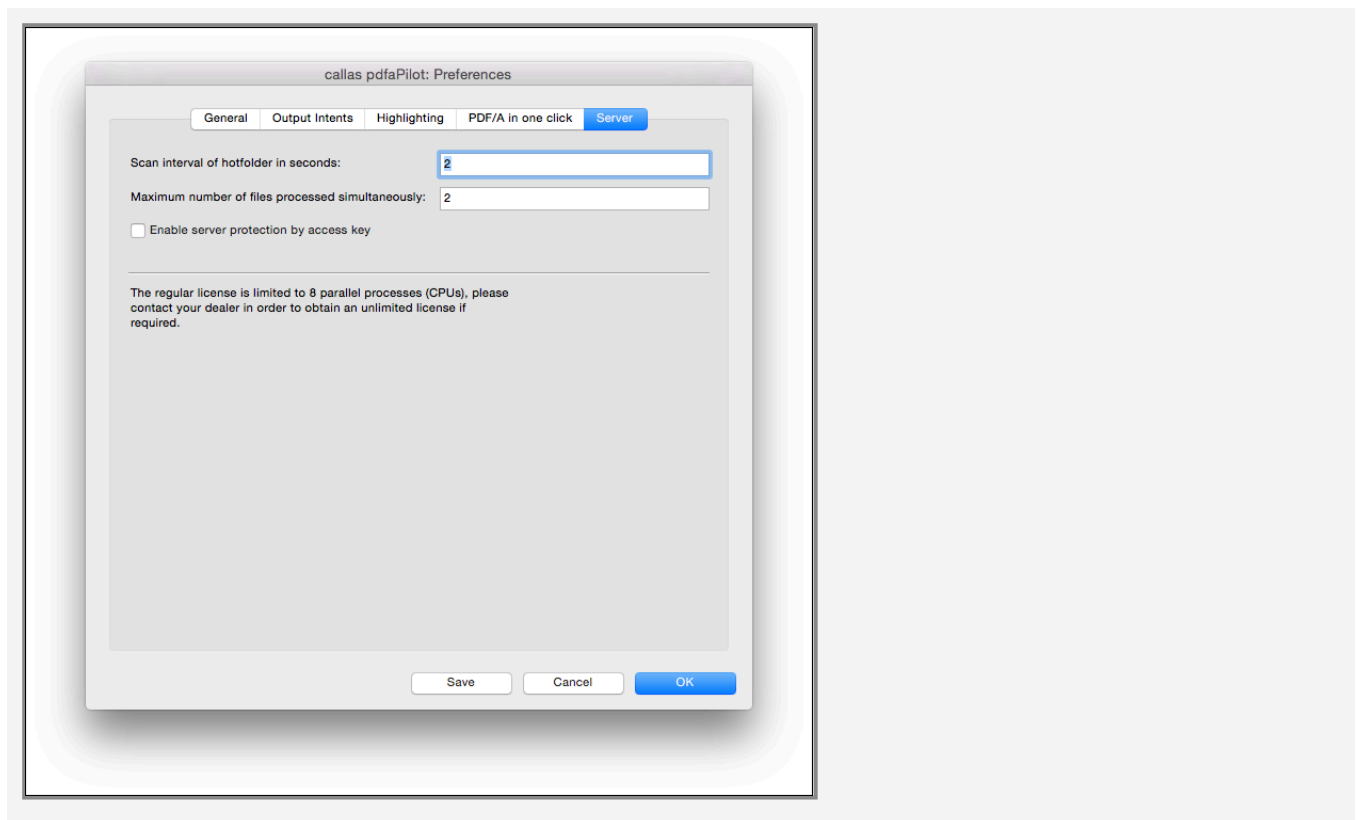 callas pdfaPilot: Preferences
General Output Intents Highlighting PDF/A in one click Server
Scan interval of hotfolder in seconds: 2
Maximum number of files processed simultaneously: 2
Enable server protection by access key
The regular license is limited to 8 parallel processes (CPUs), please
contact your dealer in order to obtain an unlimited license if
required.
Save Cancel OK